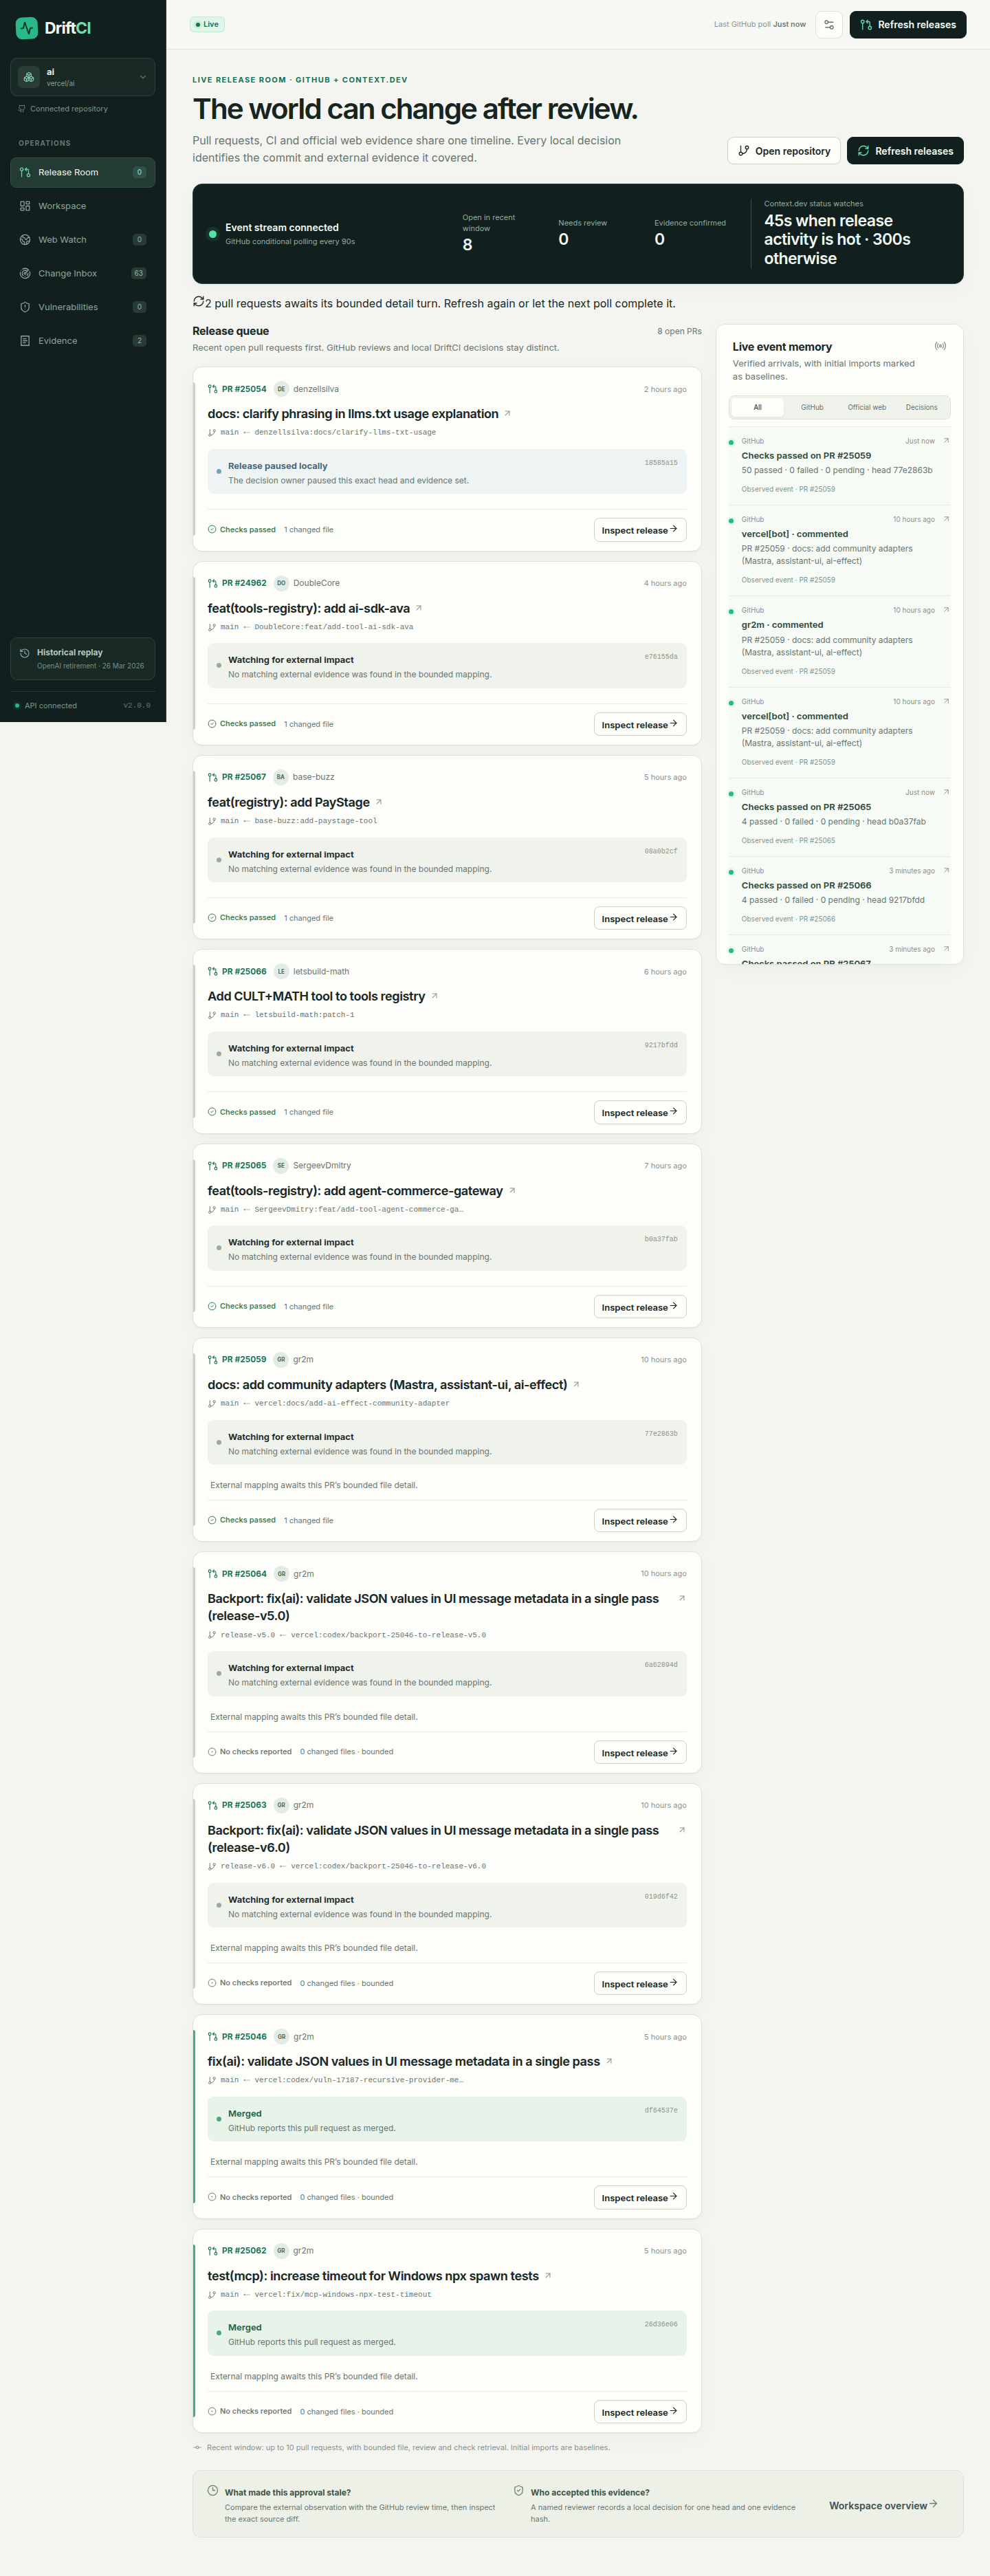 DriftCI
ai
vercel/ai
Connected repository
OPERATIONS
Release Room 0
Workspace
Web Watch 0
Change Inbox 63
Vulnerabilities 0
Evidence 2
Historical replay
OpenAI retirement · 26 Mar 2026
API connected v2.0.0
Live
Last GitHub poll Just now
Refresh releases
LIVE RELEASE ROOM · GITHUB + CONTEXT.DEV
The world can change after review.
Pull requests, CI and official web evidence share one timeline. Every local decision
identifies the commit and external evidence it covered.
Open repository
Refresh releases
Event stream connected
GitHub conditional polling every 90s
Open in recent
window
8
Needs review
0
Evidence confirmed
0
Context.dev status watches
45s when release
activity is hot · 300s
otherwise
2 pull requests awaits its bounded detail turn. Refresh again or let the next poll complete it.
Release queue
8 open PRs
Recent open pull requests first. GitHub reviews and local DriftCI decisions stay distinct.
PR #25054 DE denzellsilva 2 hours ago
docs: clarify phrasing in llms.txt usage explanation
main ← denzellsilva:docs/clarify-llms-txt-usage
Release paused locally 18585a15
The decision owner paused this exact head and evidence set.
Checks passed 1 changed file Inspect release
PR #24962 DO DoubleCore 4 hours ago
feat(tools-registry): add ai-sdk-ava
main ← DoubleCore:feat/add-tool-ai-sdk-ava
Watching for external impact e76155da
No matching external evidence was found in the bounded mapping.
Checks passed 1 changed file Inspect release
PR #25067 BA base-buzz 5 hours ago
feat(registry): add PayStage
main ← base-buzz:add-paystage-tool
Watching for external impact 08a0b2cf
No matching external evidence was found in the bounded mapping.
Checks passed 1 changed file Inspect release
PR #25066 LE letsbuild-math 6 hours ago
Add CULT+MATH tool to tools registry
main ← letsbuild-math:patch-1
Watching for external impact 9217bfdd
No matching external evidence was found in the bounded mapping.
Checks passed 1 changed file Inspect release
PR #25065 SE SergeevDmitry 7 hours ago
feat(tools-registry): add agent-commerce-gateway
main ← SergeevDmitry:feat/add-tool-agent-commerce-ga…
Watching for external impact b0a37fab
No matching external evidence was found in the bounded mapping.
Checks passed 1 changed file Inspect release
PR #25059 GR gr2m 10 hours ago
docs: add community adapters (Mastra, assistant-ui, ai-effect)
main ← vercel:docs/add-ai-effect-community-adapter
Watching for external impact 77e2863b
No matching external evidence was found in the bounded mapping.
External mapping awaits this PR's bounded file detail.
Checks passed 1 changed file Inspect release
PR #25064 GR gr2m 10 hours ago
Backport: fix(ai): validate JSON values in UI message metadata in a single pass
(release-v5.0)
release-v5.0 ← vercel:codex/backport-25046-to-release-v5.0
Watching for external impact 6a62894d
No matching external evidence was found in the bounded mapping.
External mapping awaits this PR's bounded file detail.
No checks reported 0 changed files · bounded Inspect release
PR #25063 GR gr2m 10 hours ago
Backport: fix(ai): validate JSON values in UI message metadata in a single pass
(release-v6.0)
release-v6.0 ← vercel:codex/backport-25046-to-release-v6.0
Watching for external impact 019d6f42
No matching external evidence was found in the bounded mapping.
External mapping awaits this PR's bounded file detail.
No checks reported 0 changed files · bounded Inspect release
PR #25046 GR gr2m 5 hours ago
fix(ai): validate JSON values in UI message metadata in a single pass
main ← vercel:codex/vuln-17187-recursive-provider-me…
Merged df64537e
GitHub reports this pull request as merged.
External mapping awaits this PR's bounded file detail.
No checks reported 0 changed files · bounded Inspect release
PR #25062 GR gr2m 5 hours ago
test(mcp): increase timeout for Windows npx spawn tests
main ← vercel:fix/mcp-windows-npx-test-timeout
Merged 26d36e06
GitHub reports this pull request as merged.
External mapping awaits this PR's bounded file detail.
No checks reported 0 changed files · bounded Inspect release
Recent window: up to 10 pull requests, with bounded file, review and check retrieval. Initial imports are baselines.
Live event memory
Verified arrivals, with initial imports marked
as baselines.
All GitHub Official web Decisions
GitHub Just now
Checks passed on PR #25059
50 passed · 0 failed · 0 pending · head 77e2863b
Observed event · PR #25059
GitHub 10 hours ago
vercel[bot] · commented
PR #25059 · docs: add community adapters
(Mastra, assistant-ui, ai-effect)
Observed event · PR #25059
GitHub 10 hours ago
gr2m · commented
PR #25059 · docs: add community adapters
(Mastra, assistant-ui, ai-effect)
Observed event · PR #25059
GitHub 10 hours ago
vercel[bot] · commented
PR #25059 · docs: add community adapters
(Mastra, assistant-ui, ai-effect)
Observed event · PR #25059
GitHub Just now
Checks passed on PR #25065
4 passed · 0 failed · 0 pending · head b0a37fab
Observed event · PR #25065
GitHub 3 minutes ago
Checks passed on PR #25066
4 passed · 0 failed · 0 pending · head 9217bfdd
Observed event · PR #25066
GitHub 3 minutes ago
Checks passed on PR #25067
What made this approval stale?
Compare the external observation with the GitHub review time, then inspect
the exact source diff.
Who accepted this evidence?
A named reviewer records a local decision for one head and one evidence
hash.
Workspace overview